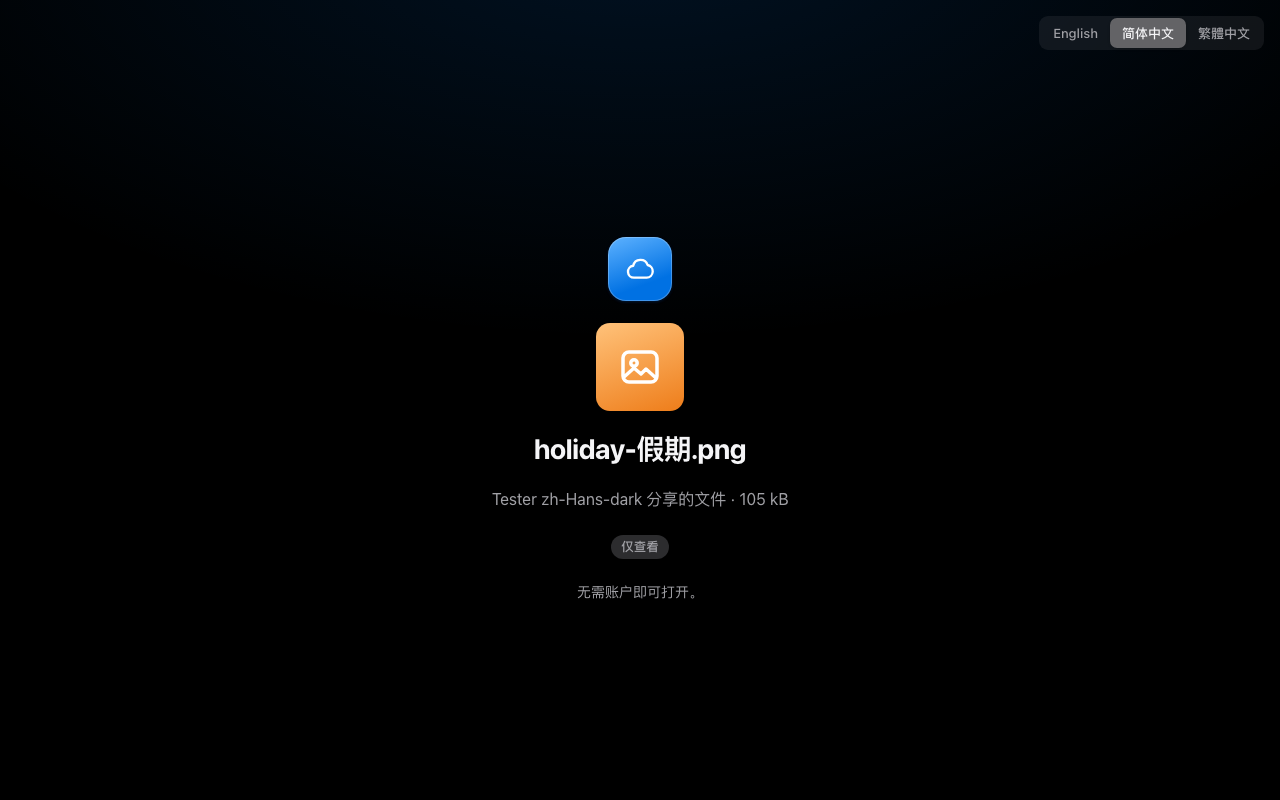 English 简体中文 繁體中文
holiday-假期.png
Tester zh-Hans-dark 分享的文件 · 105 kB
仅查看
无需账户即可打开。